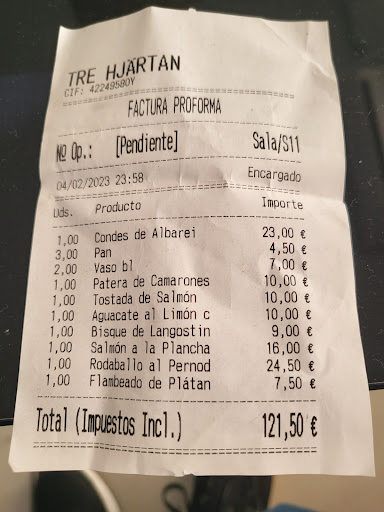 TRE HJÄRTAN
CIF: 42249580Y
FACTURA PROFORMA
Nº Op.: [Pendiente] Sala/S11
04/02/2023 23:58 Encargado
Uds. Producto Importe
1,00 Condes de Albarei 23,00 €
3,00 Pan 4,50 €
2,00 Vaso bl 7,00 €
1,00 Patera de Camarones 10,00 €
1,00 Tostada de Salmón 10,00 €
1,00 Aguacate al Limón c 10,00 €
1,00 Bisque de Langostin 9,00 €
1,00 Salmón a la Plancha 16,00 €
1,00 Rodaballo al Pernod 24,50 €
1,00 Flambeado de Plátan 7,50 €
Total (Impuestos Incl.) 121,50 €